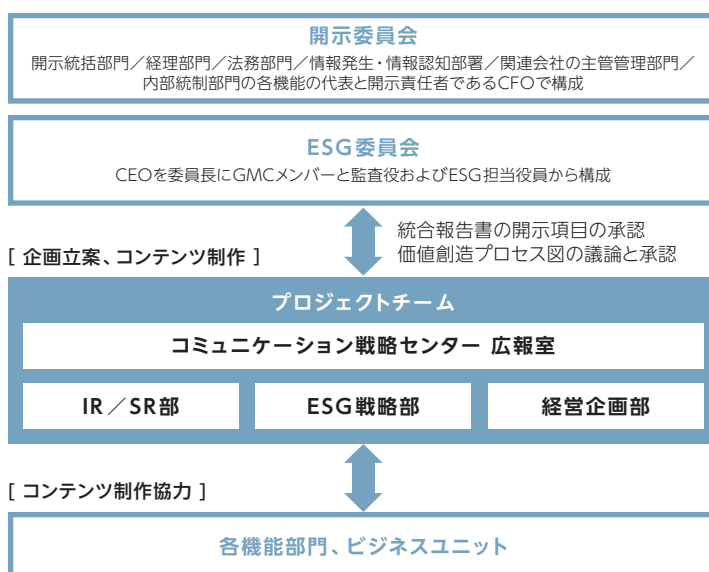 開示委員会
開示統括部門／経理部門／法務部門／情報発生・情報認知部署／関連会社の主管管理部門／
内部統制部門の各機能の代表と開示責任者であるCFOで構成
ESG委員会
CEOを委員長にGMCメンバーと監査役およびESG担当役員から構成
統合報告書の開示項目の承認
価値創造プロセス図の議論と承認
[ 企画立案、コンテンツ制作 ]
プロジェクトチーム
コミュニケーション戦略センター 広報室
IR／SR部
ESG戦略部
経営企画部
[ コンテンツ制作協力 ]
各機能部門、ビジネスユニット